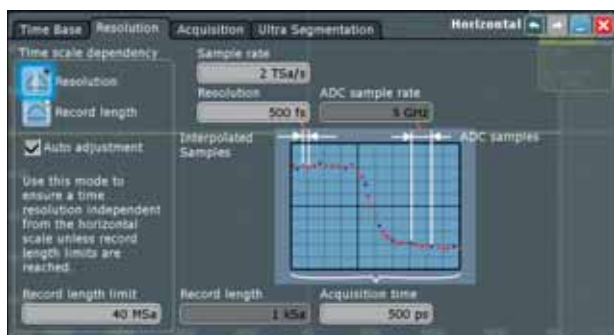 Time Base Resolution Acquisition Ultra Segmentation Horizontal
Time scale dependency
Resolution
Record length
Auto adjustment
Use this mode to
ensure a time
resolution independent
from the horizontal
scale unless record
length limits are
reached.
Record length limit
40 MSa
Sample rate
2 TSa/s
Resolution
500 fs
ADC sample rate
5 GHz
Interpolated
Samples
ADC samples
Record length
1 kSa
Acquisition time
500 ps